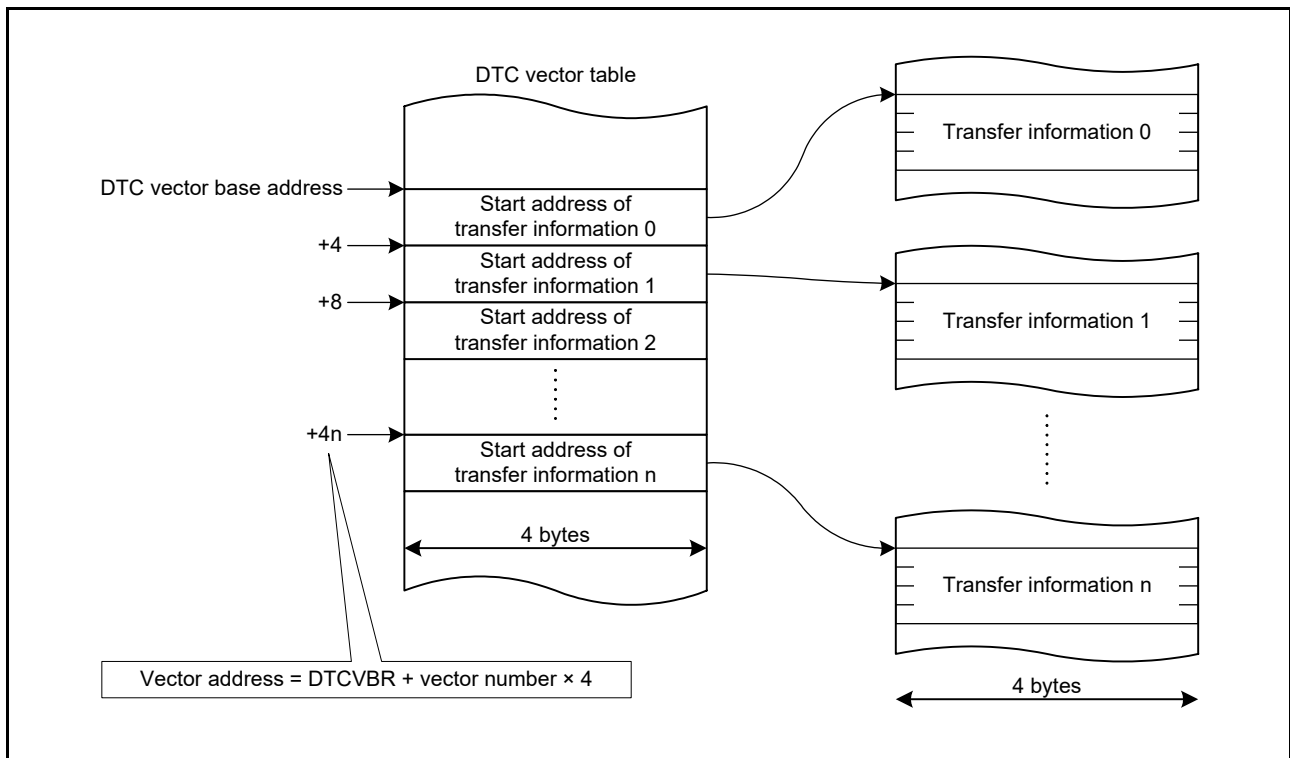 DTC vector table
DTC vector base address
Start address of
transfer information 0
+4
Start address of
transfer information 1
+8
Start address of
transfer information 2
+4n
Start address of
transfer information n
4 bytes
Vector address = DTCVBR + vector number × 4
Transfer information 0
Transfer information 1
Transfer information n
4 bytes